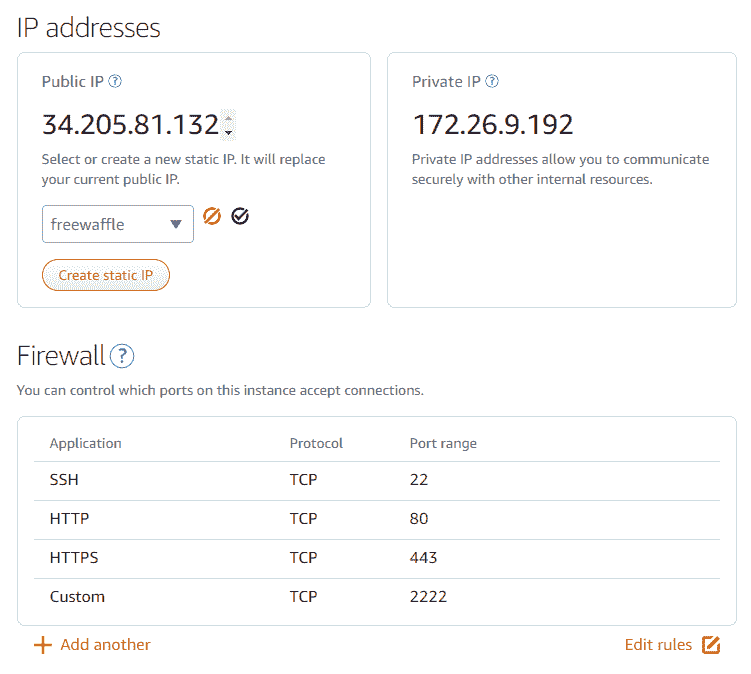 IP addresses
Public IP ?
34.205.81.132
Select or create a new static IP. It will replace
your current public IP.
freewaffle
Create static IP
Private IP ?
172.26.9.192
Private IP addresses allow you to communicate
securely with other internal resources.
Firewall ?
You can control which ports on this instance accept connections.
Application Protocol Port range
SSH TCP 22
HTTP TCP 80
HTTPS TCP 443
Custom TCP 2222
+ Add another
Edit rules